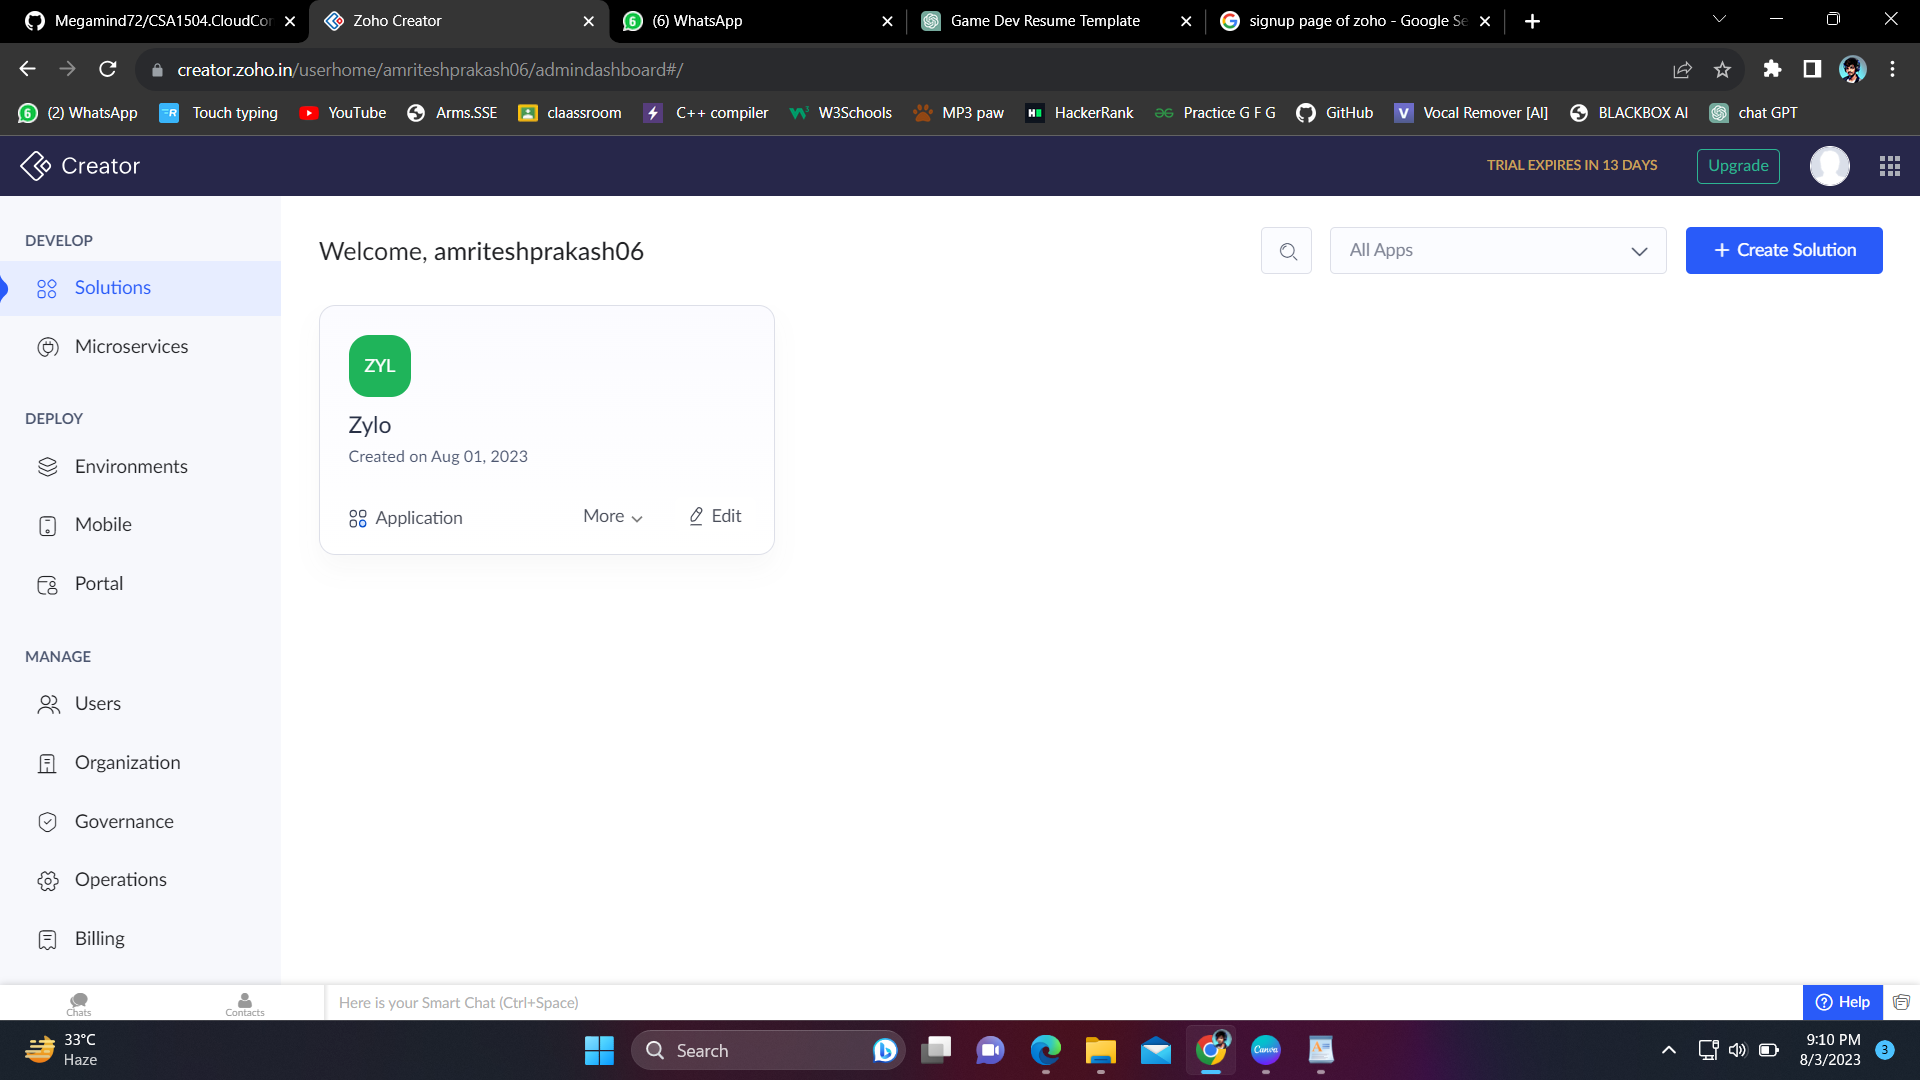 Megamind72/CSA1504.CloudCor
Zoho Creator
(6) WhatsApp
Game Dev Resume Template
signup page of zoho - Google Se
creator.zoho.in/userhome/amriteshprakash06/admindashboard#/
(2) WhatsApp
Touch typing
YouTube
Arms.SSE
claassroom
C++ compiler
W3Schools
MP3 paw
HackerRank
Practice G F G
GitHub
Vocal Remover [AI]
BLACKBOX AI
chat GPT
Creator
TRIAL EXPIRES IN 13 DAYS
Upgrade
DEVELOP
Solutions
Microservices
DEPLOY
Environments
Mobile
Portal
MANAGE
Users
Organization
Governance
Operations
Billing
Welcome, amriteshprakash06
All Apps
+ Create Solution
ZYL
Zylo
Created on Aug 01, 2023
Application
More
Edit
Chats
Contacts
Here is your Smart Chat (Ctrl+Space)
Help
33°C
Haze
Search
Canva
9:10 PM
8/3/2023
3